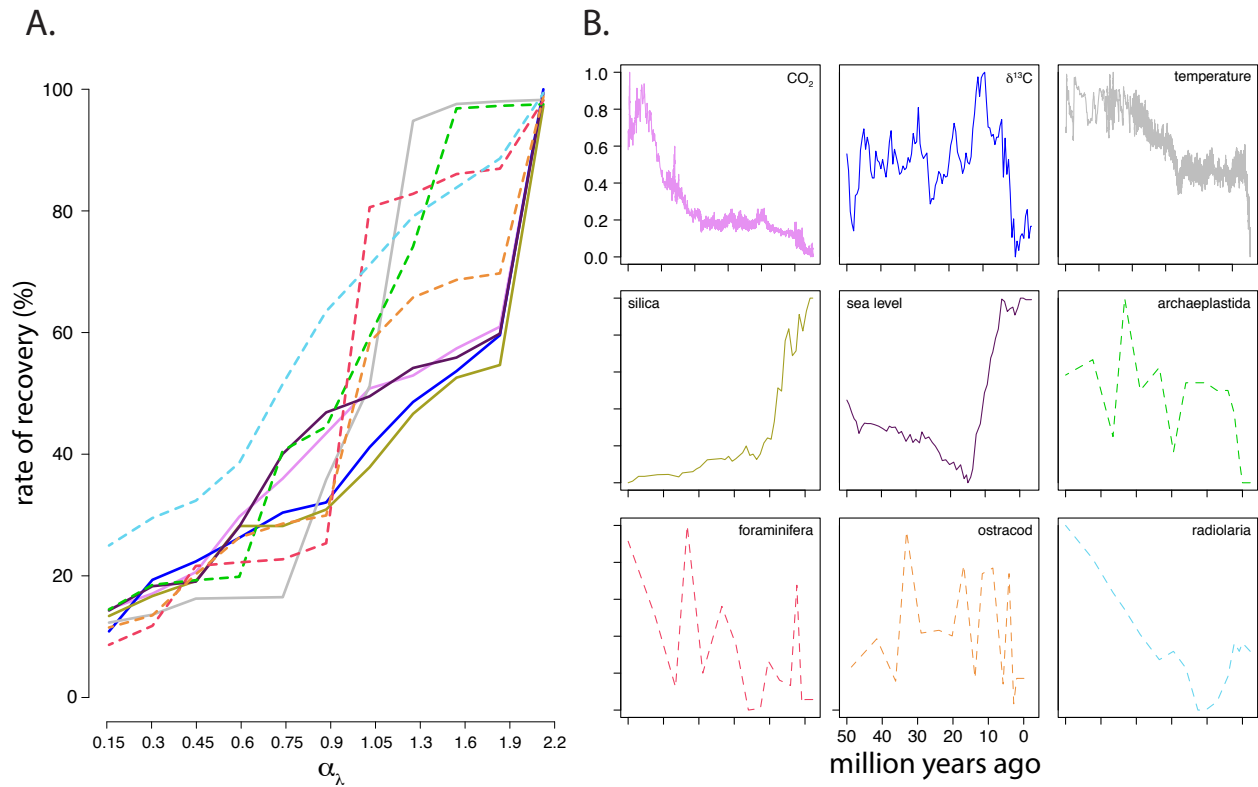 A.
rate of recovery (%)
100
80
60
40
20
0
0.15 0.3 0.45 0.6 0.75 0.9 1.05 1.3 1.6 1.9 2.2
αλ
B.
1.0
0.8
0.6
0.4
0.2
0.0
CO2
δ13C
temperature
silica
sea level
archaeplastida
foraminifera
ostracod
radiolaria
50 40 30 20 10 0
million years ago